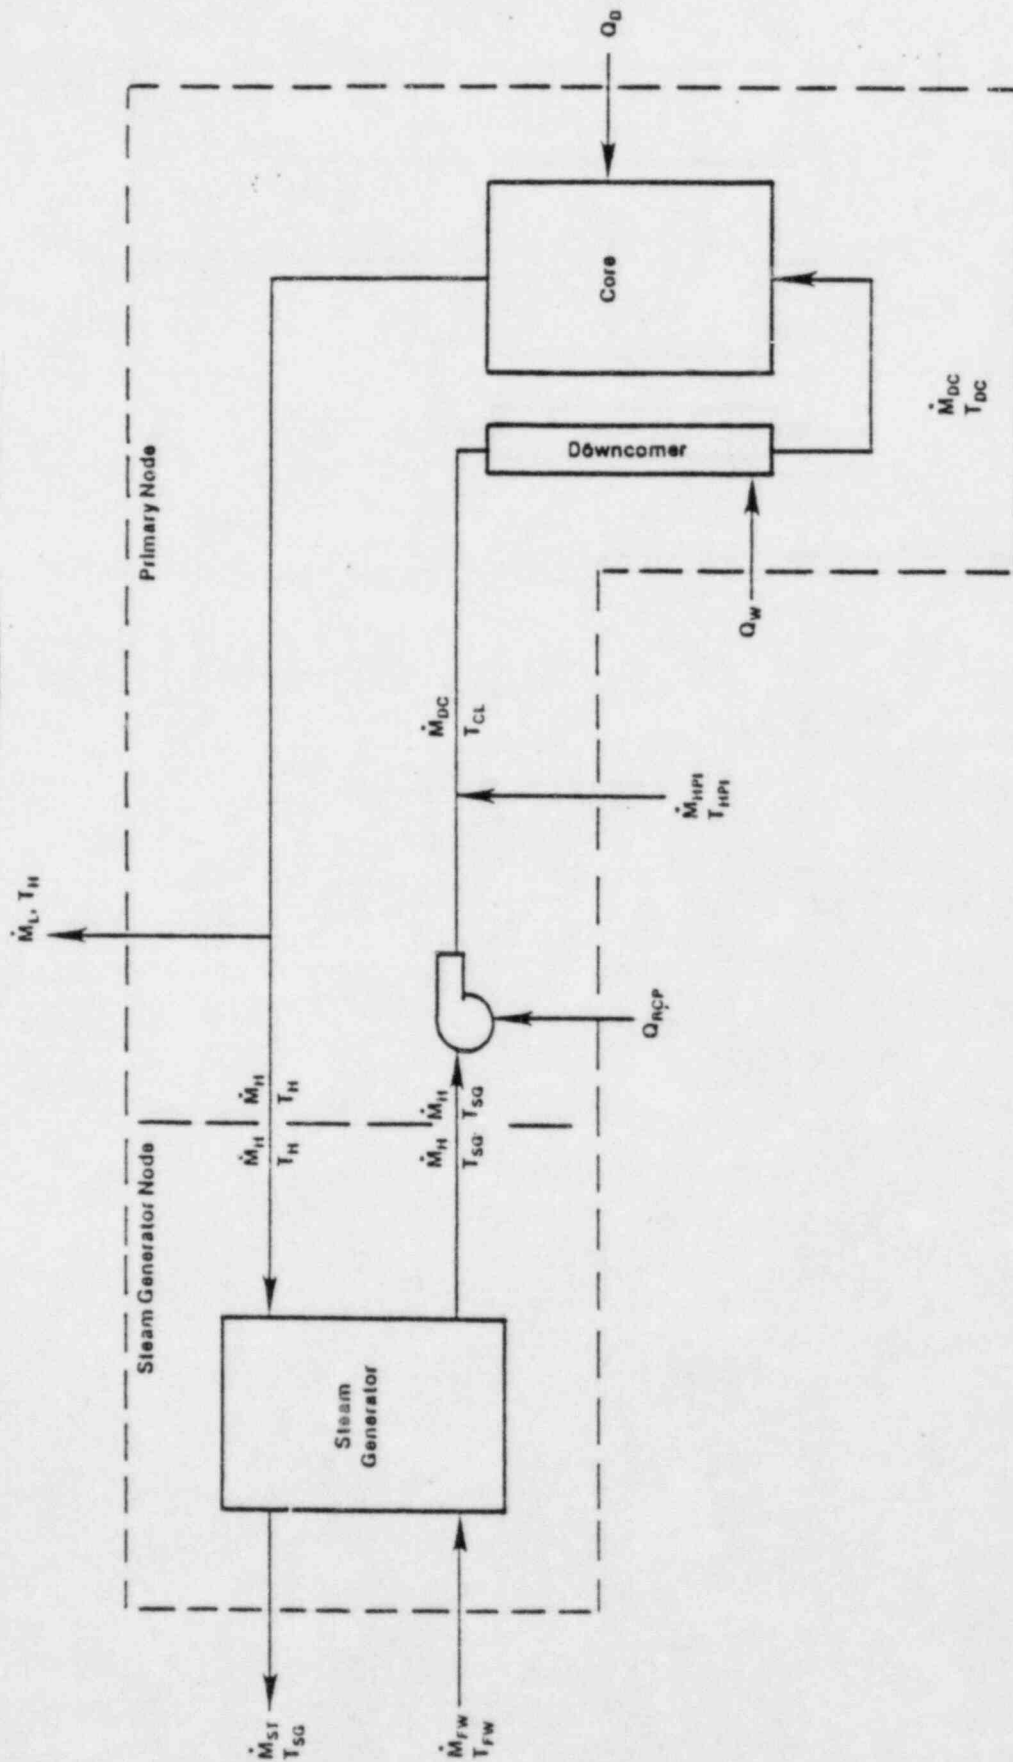 Steam Generator Node
Primary Node
Ṁ_L, T_H
Ṁ_H
T_H
Ṁ_H
T_H
Steam
Generator
Ṁ_ST
T_SG
Ṁ_FW
T_FW
Ṁ_H
T_SG
Ṁ_H
T_SG
Q_RCP
Ṁ_HPI
T_HPI
Ṁ_DC
T_CL
Downcomer
Core
Q_W
Q_D
Ṁ_DC
T_DC